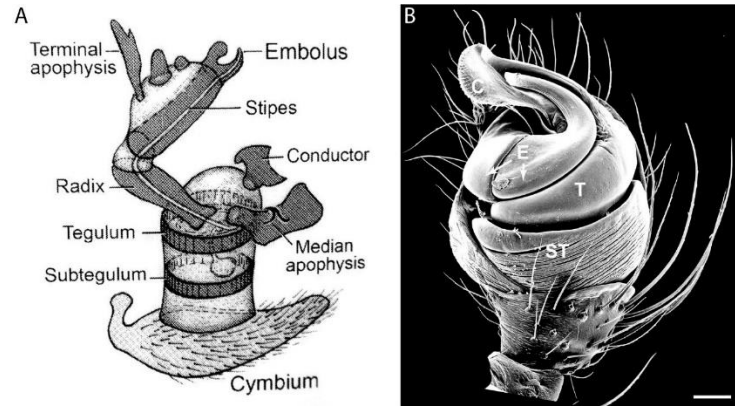 A
Terminal
apophysis
Embolus
Stipes
Conductor
Radix
Tegulum
Median
apophysis
Subtegulum
Cymbium
B
C
E
T
ST